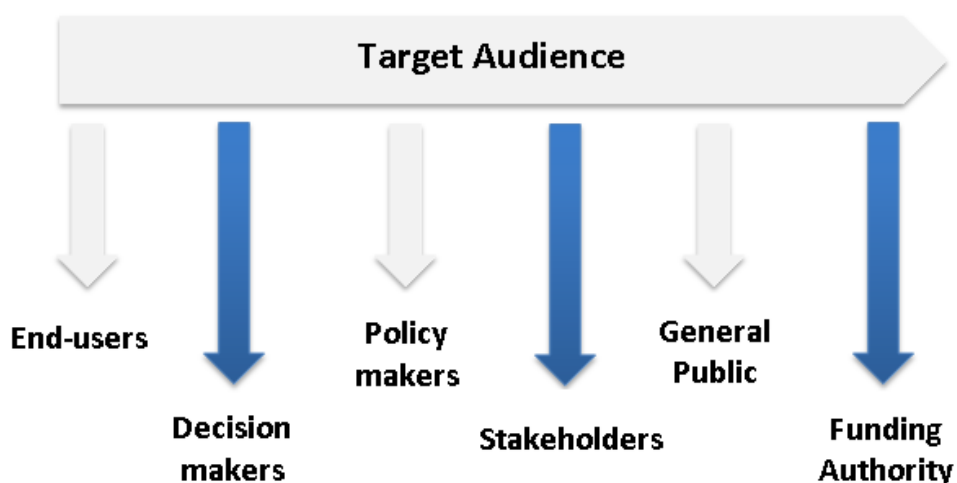 Target Audience
End-users
Decision
makers
Policy
makers
Stakeholders
General
Public
Funding
Authority